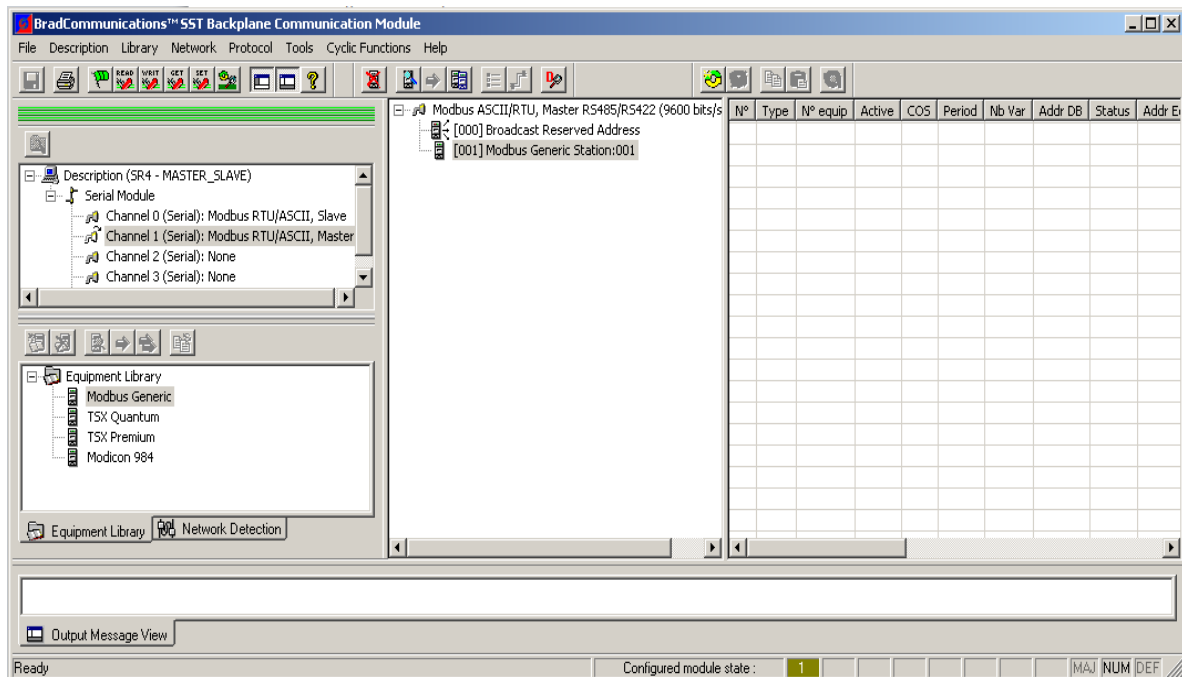 BradCommunications™ SST Backplane Communication Module
File Description Library Network Protocol Tools Cyclic Functions Help
READ WRIT GET SET
Description (SR4 - MASTER_SLAVE)
Serial Module
Channel 0 (Serial): Modbus RTU/ASCII, Slave
Channel 1 (Serial): Modbus RTU/ASCII, Master
Channel 2 (Serial): None
Channel 3 (Serial): None
Equipment Library
Modbus Generic
TSX Quantum
TSX Premium
Modicon 984
Equipment Library Network Detection
Modbus ASCII/RTU, Master RS485/RS422 (9600 bits/s
[000] Broadcast Reserved Address
[001] Modbus Generic Station:001
N° Type N° equip Active COS Period Nb Var Addr DB Status Addr
Output Message View
Ready Configured module state : 1 MAJ NUM DEF